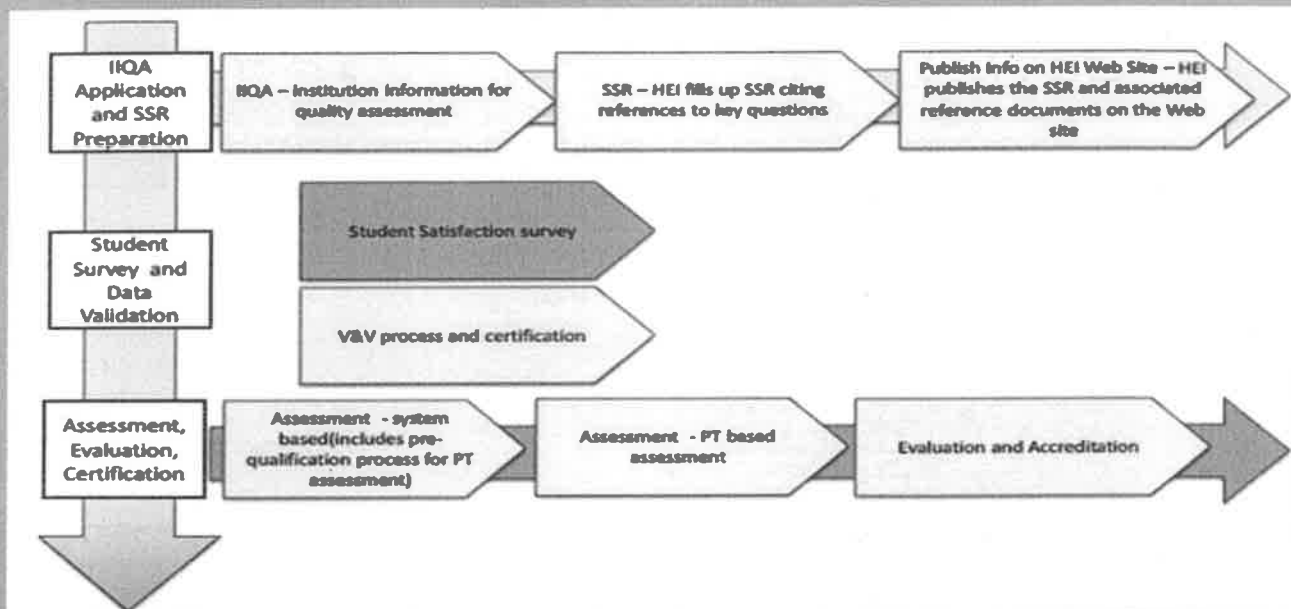 IIQA
Application
and SSR
Preparation
IIQA – Institution Information for
quality assessment
SSR – HEI fills up SSR citing
references to key questions
Publish Info on HEI Web Site – HEI
publishes the SSR and associated
reference documents on the Web
site
Student
Survey and
Data
Validation
Student Satisfaction survey
V&V process and certification
Assessment,
Evaluation,
Certification
Assessment - system
based(includes pre-
qualification process for PT
assessment)
Assessment - PT based
assessment
Evaluation and Accreditation